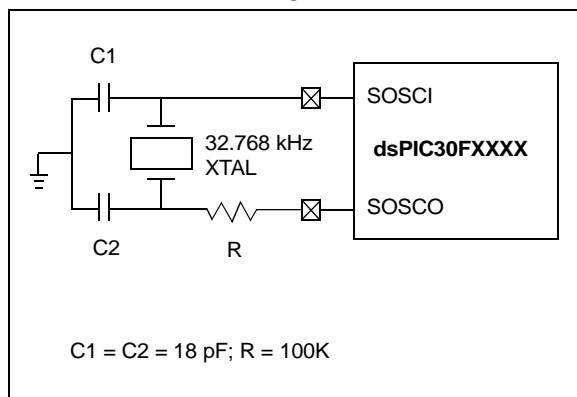 C1
SOSCI
32.768 kHz
XTAL
dsPIC30FXXXX
SOSCO
C2
R
C1 = C2 = 18 pF; R = 100K